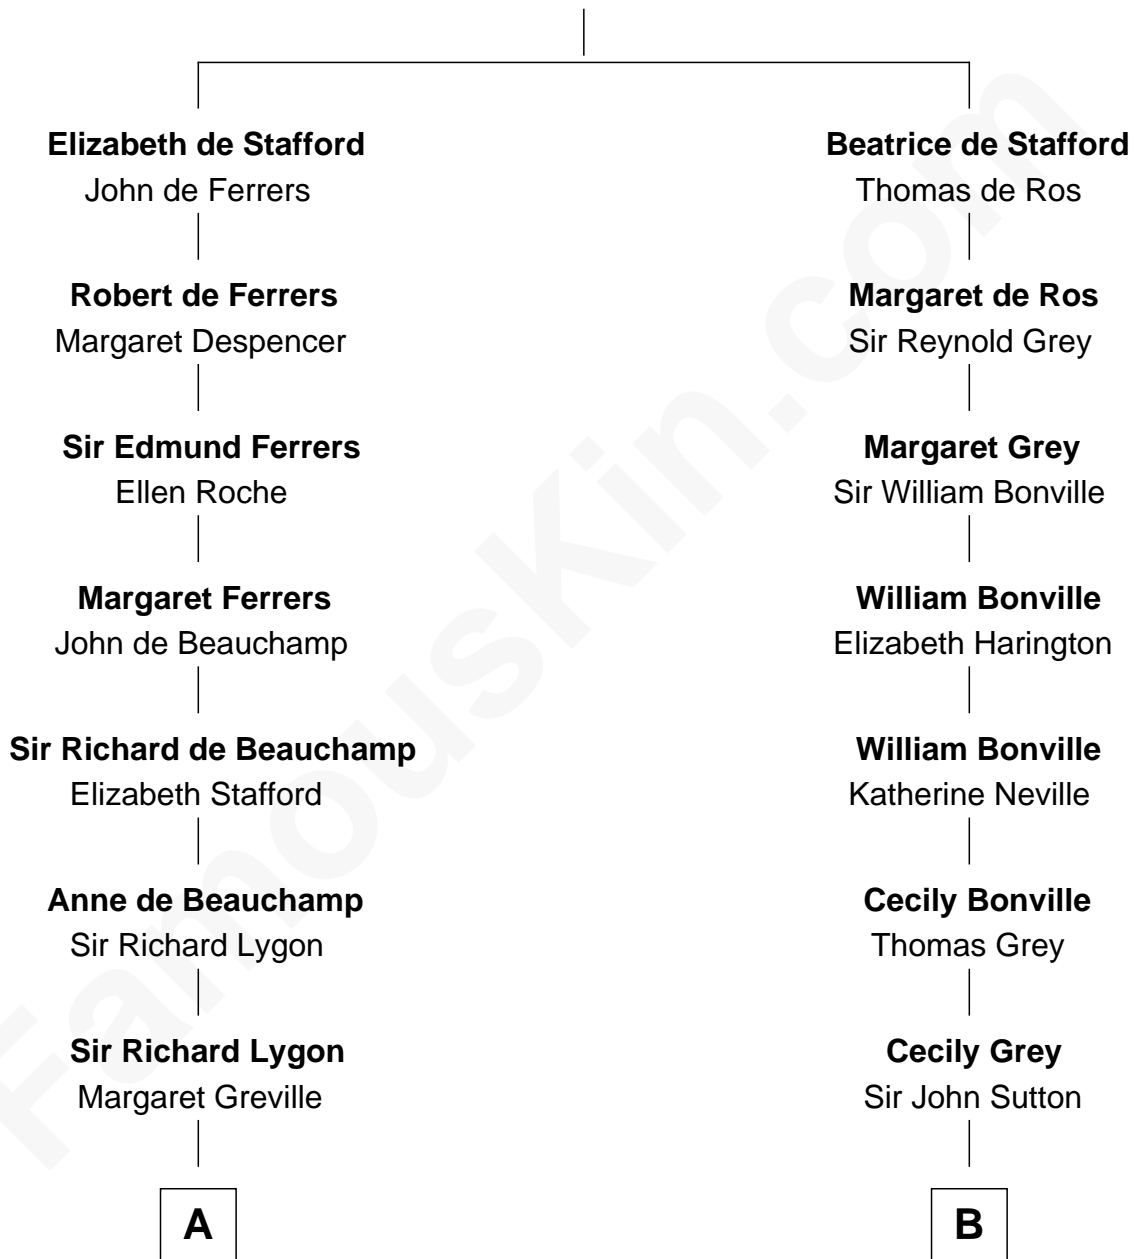 Elizabeth de Stafford
John de Ferrers
Robert de Ferrers
Margaret Despencer
Sir Edmund Ferrers
Ellen Roche
Margaret Ferrers
John de Beauchamp
Sir Richard de Beauchamp
Elizabeth Stafford
Anne de Beauchamp
Sir Richard Lygon
Sir Richard Lygon
Margaret Greville
A
Beatrice de Stafford
Thomas de Ros
Margaret de Ros
Sir Reynold Grey
Margaret Grey
Sir William Bonville
William Bonville
Elizabeth Harington
William Bonville
Katherine Neville
Cecily Bonville
Thomas Grey
Cecily Grey
Sir John Sutton
B
FamousKin.com